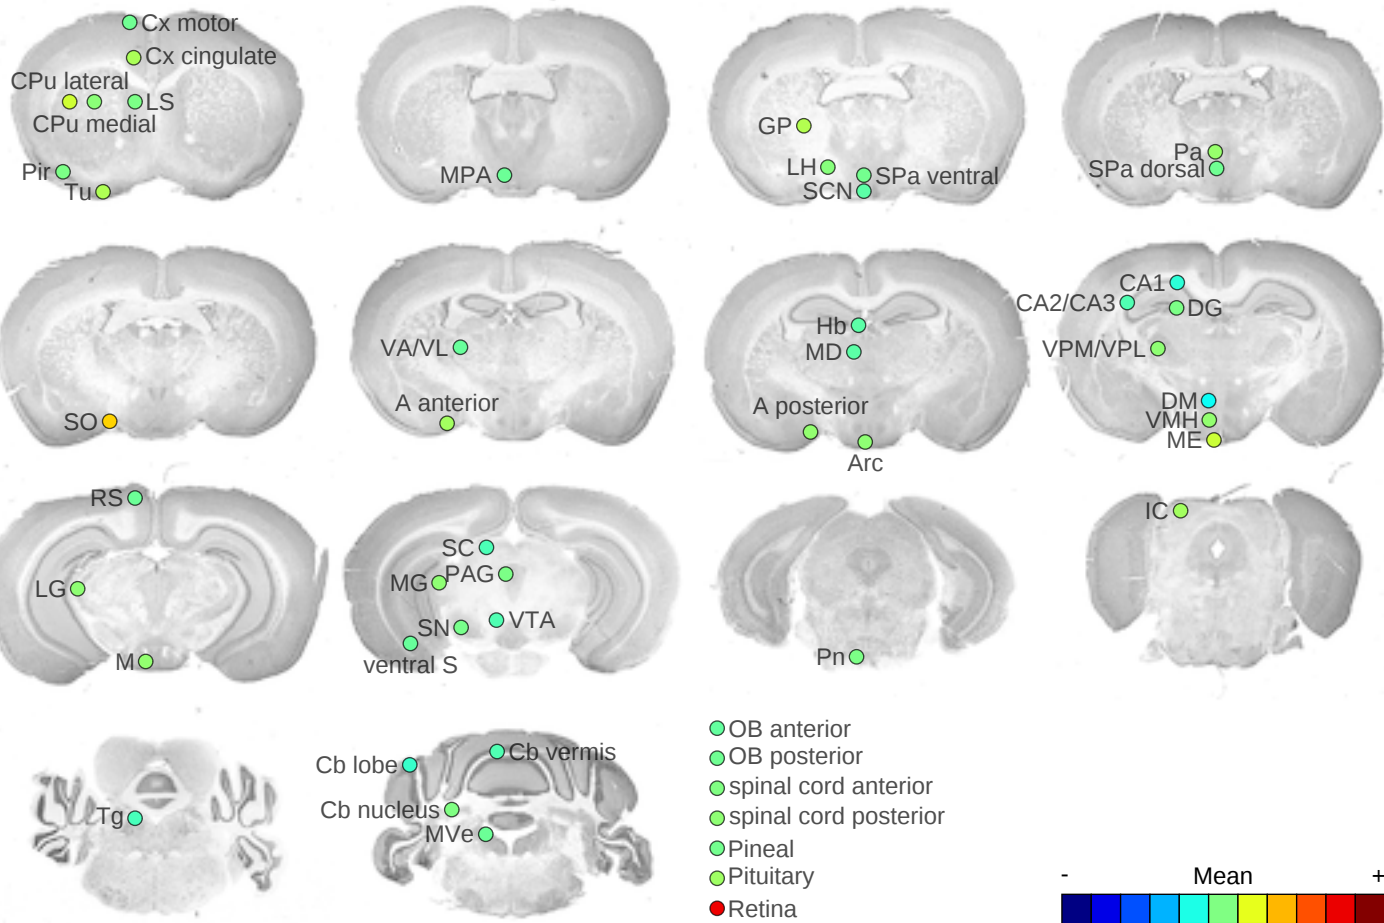 Cx motor
Cx cingulate
CPu lateral
LS
CPu medial
Pir
Tu
MPA
GP
LH
SPa ventral
SCN
Pa
SPa dorsal
SO
VA/VL
A anterior
Hb
MD
A posterior
Arc
CA1
CA2/CA3
DG
VPM/VPL
DM
VMH
ME
RS
LG
M
SC
MG
PAG
SN
VTA
ventral S
Pn
IC
Tg
Cb lobe
Cb vermis
Cb nucleus
MVe
OB anterior
OB posterior
spinal cord anterior
spinal cord posterior
Pineal
Pituitary
Retina
- Mean +